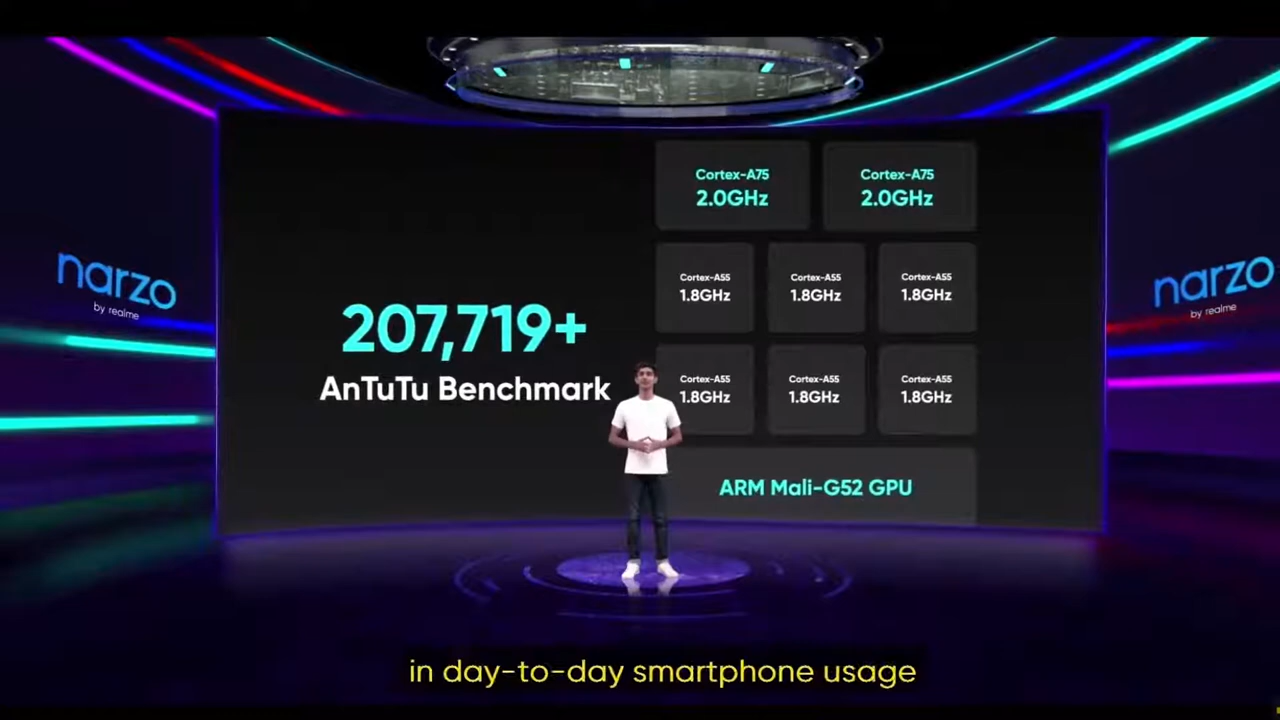 narzo
by realme
207,719+
AnTuTu Benchmark
Cortex-A75
2.0GHz
Cortex-A75
2.0GHz
Cortex-A55
1.8GHz
Cortex-A55
1.8GHz
Cortex-A55
1.8GHz
Cortex-A55
1.8GHz
Cortex-A55
1.8GHz
Cortex-A55
1.8GHz
ARM Mali-G52 GPU
narzo
by realme
in day-to-day smartphone usage